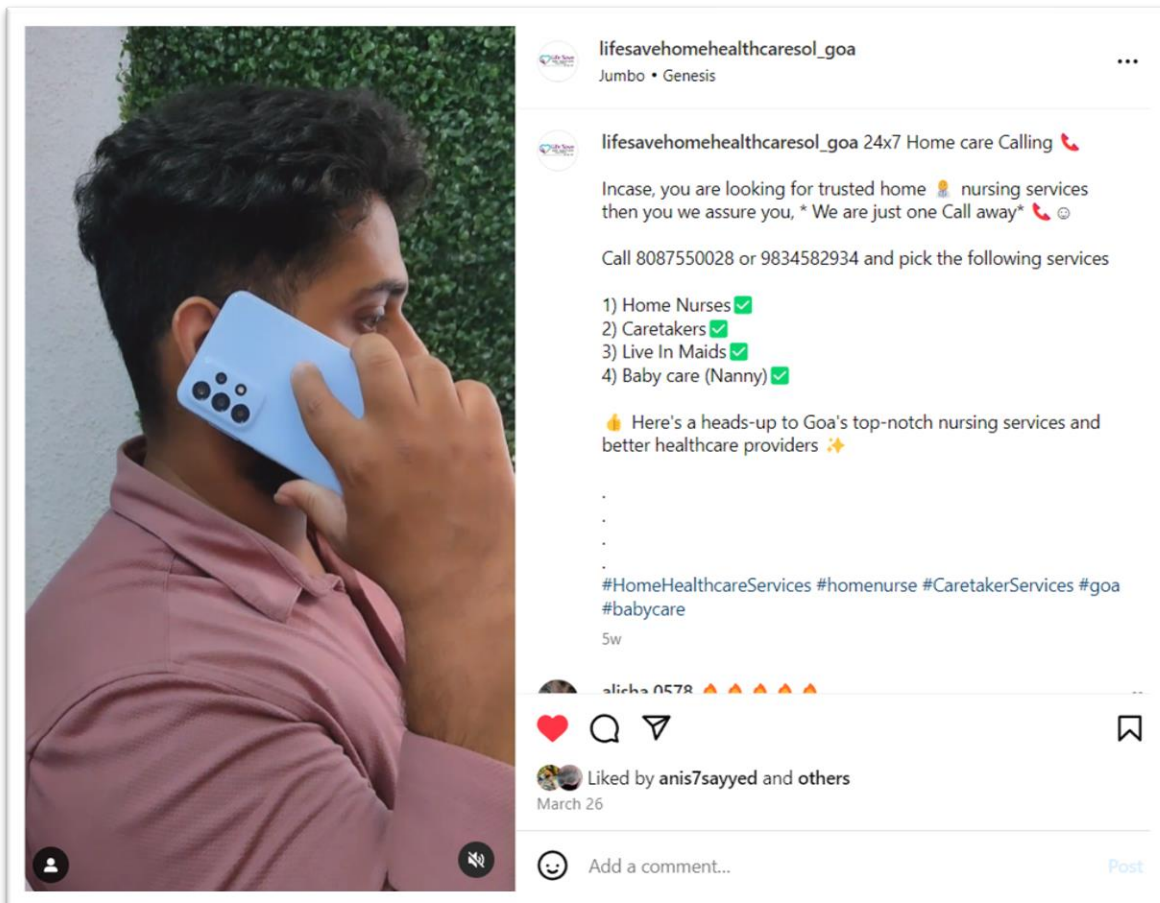 lifesavehomehealthcaresol_goa
Jumbo • Genesis
lifesavehomehealthcaresol_goa 24x7 Home care Calling 📞
Incase, you are looking for trusted home 🧑‍⚕️ nursing services
then you we assure you, * We are just one Call away* 📞☺
Call 8087550028 or 9834582934 and pick the following services
1) Home Nurses✅
2) Caretakers✅
3) Live In Maids✅
4) Baby care (Nanny)✅
👍 Here's a heads-up to Goa's top-notch nursing services and
better healthcare providers ✨
.
.
.
.
#HomeHealthcareServices #homenurse #CaretakerServices #goa
#babycare
5w
alisha 0578 🔥🔥🔥🔥🔥
Liked by anis7sayyed and others
March 26
Add a comment...
Post